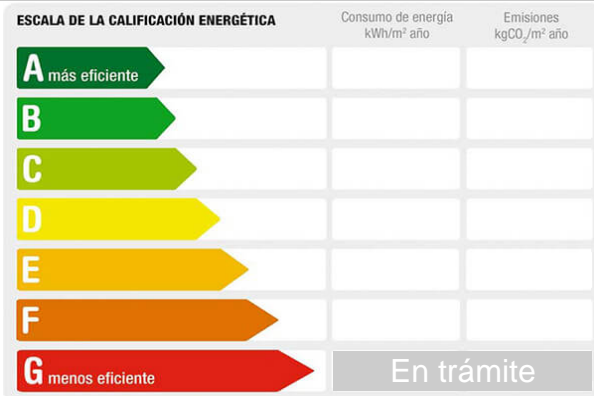 ESCALA DE LA CALIFICACIÓN ENERGÉTICA
Consumo de energía
kWh/m² año
Emisiones
kgCO₂/m² año
A más eficiente
B
C
D
E
F
G menos eficiente
En trámite